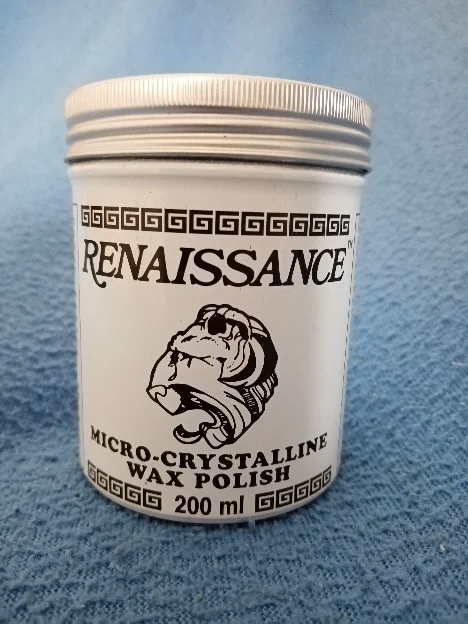 RENAISSANCE™
MICRO-CRYSTALLINE
WAX POLISH
200 ml